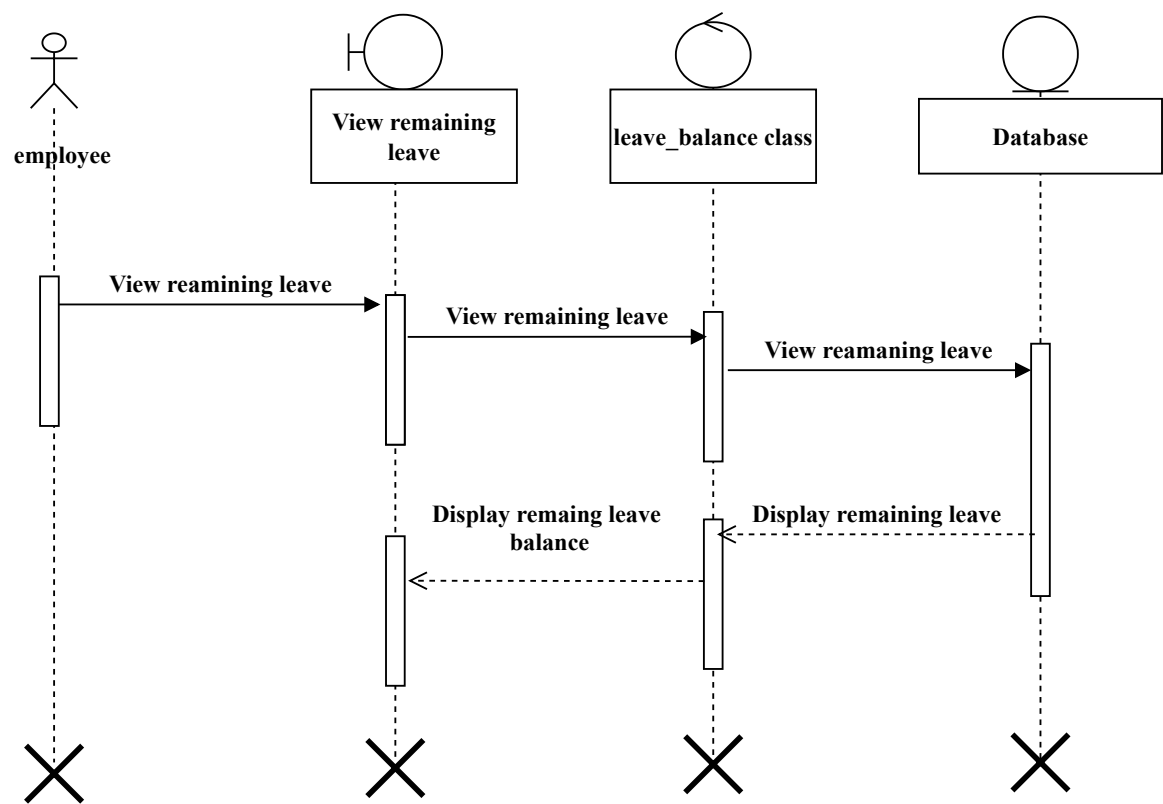 View remaining
leave
leave_balance class
Database
employee
View reamining leave
View remaining leave
View reamaning leave
Display remaing leave
balance
Display remaining leave